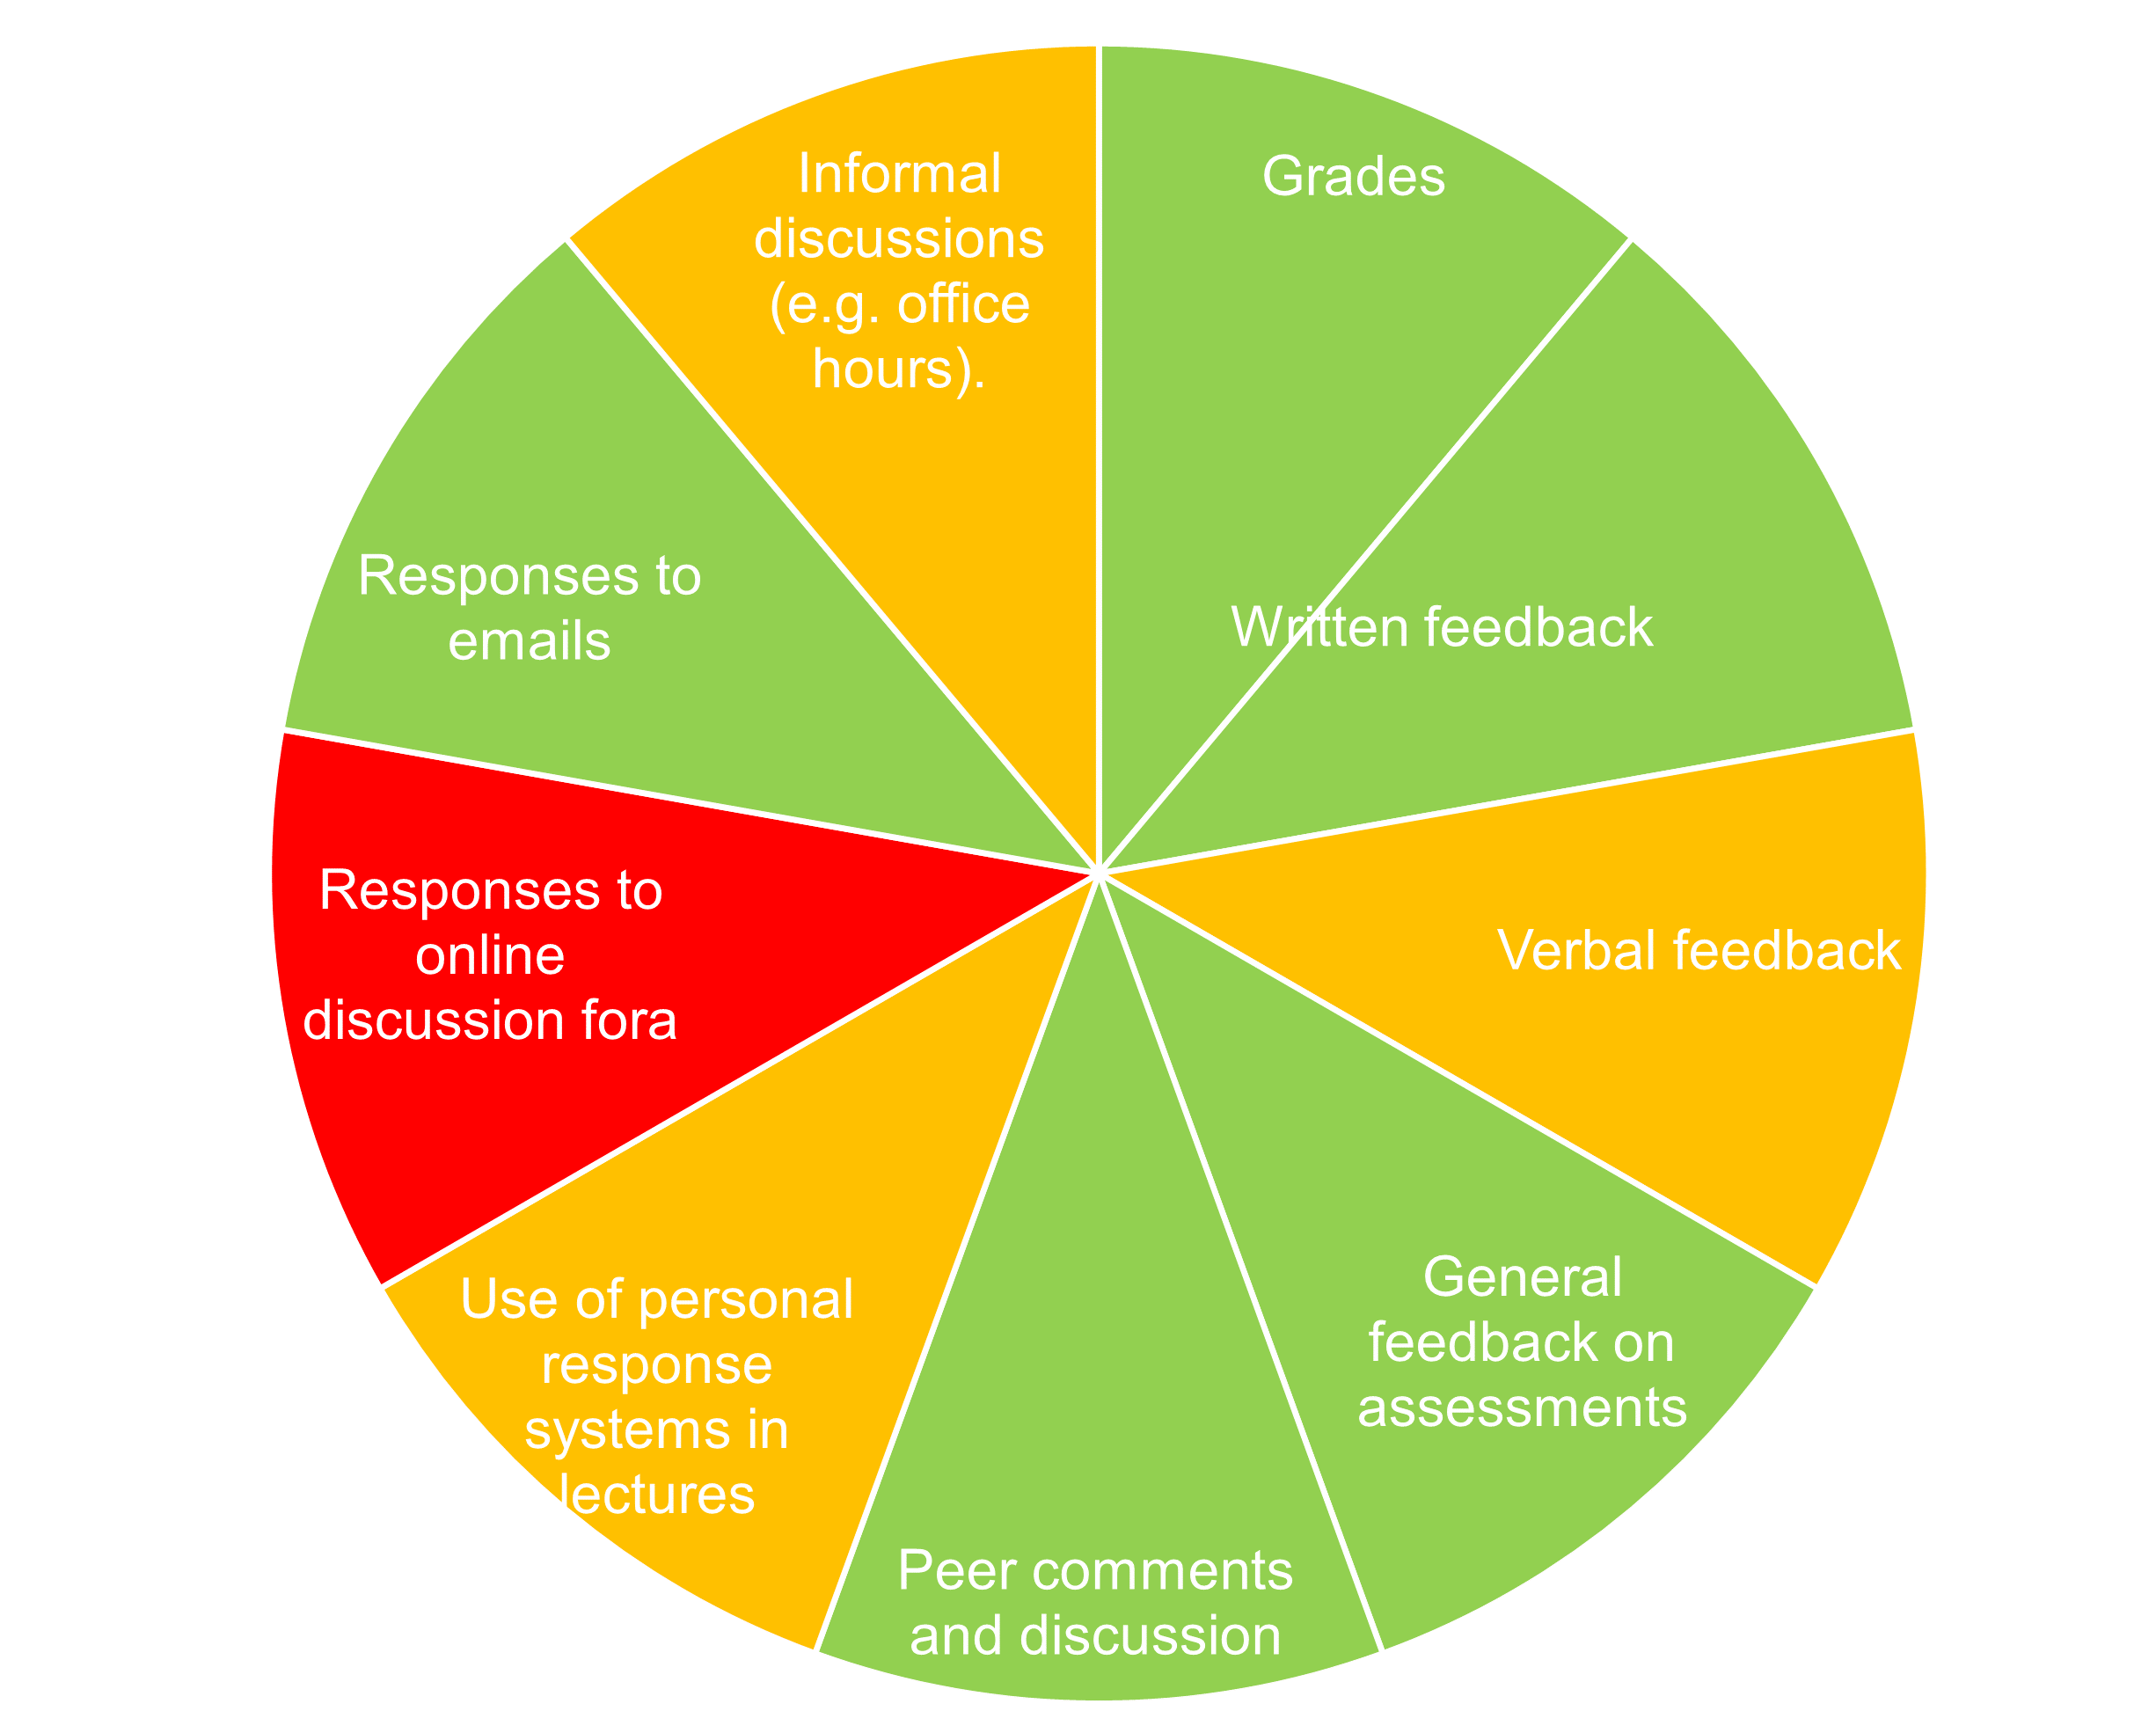 Grades
Written feedback
Verbal feedback
General
feedback on
assessments
Peer comments
and discussion
Use of personal
response
systems in
lectures
Responses to
online
discussion fora
Responses to
emails
Informal
discussions
(e.g. office
hours).